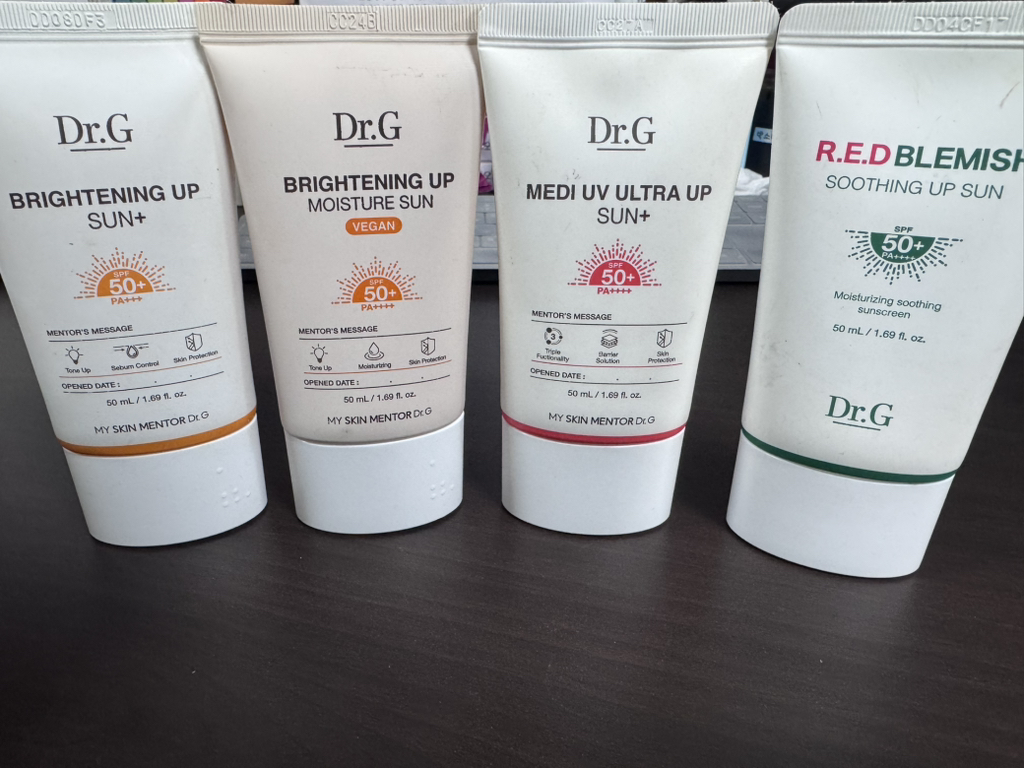 DD08DF3
Dr.G
BRIGHTENING UP
SUN+
SPF
50+
PA++++
MENTOR'S MESSAGE
Tone Up
Sebum Control
Skin Protection
OPENED DATE : . .
50 mL / 1.69 fl. oz.
MY SKIN MENTOR Dr.G
CC24B
Dr.G
BRIGHTENING UP
MOISTURE SUN
VEGAN
SPF
50+
PA++++
MENTOR'S MESSAGE
Tone Up
Moisturizing
Skin Protection
OPENED DATE : . .
50 mL / 1.69 fl. oz.
MY SKIN MENTOR Dr.G
CC27A
Dr.G
MEDI UV ULTRA UP
SUN+
SPF
50+
PA++++
MENTOR'S MESSAGE
3
Triple
Fuctionality
Barrier
Solution
Skin
Protection
OPENED DATE : . .
50 mL / 1.69 fl. oz.
MY SKIN MENTOR Dr.G
R.E.D BLEMISH
SOOTHING UP SUN
SPF
50+
PA++++
Moisturizing soothing
sunscreen
50 mL / 1.69 fl. oz.
Dr.G